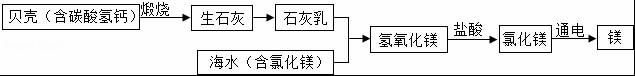 贝壳（含碳酸氢钙） 煅烧 生石灰 石灰乳
海水（含氯化镁）
氢氧化镁 盐酸 氯化镁 通电 镁